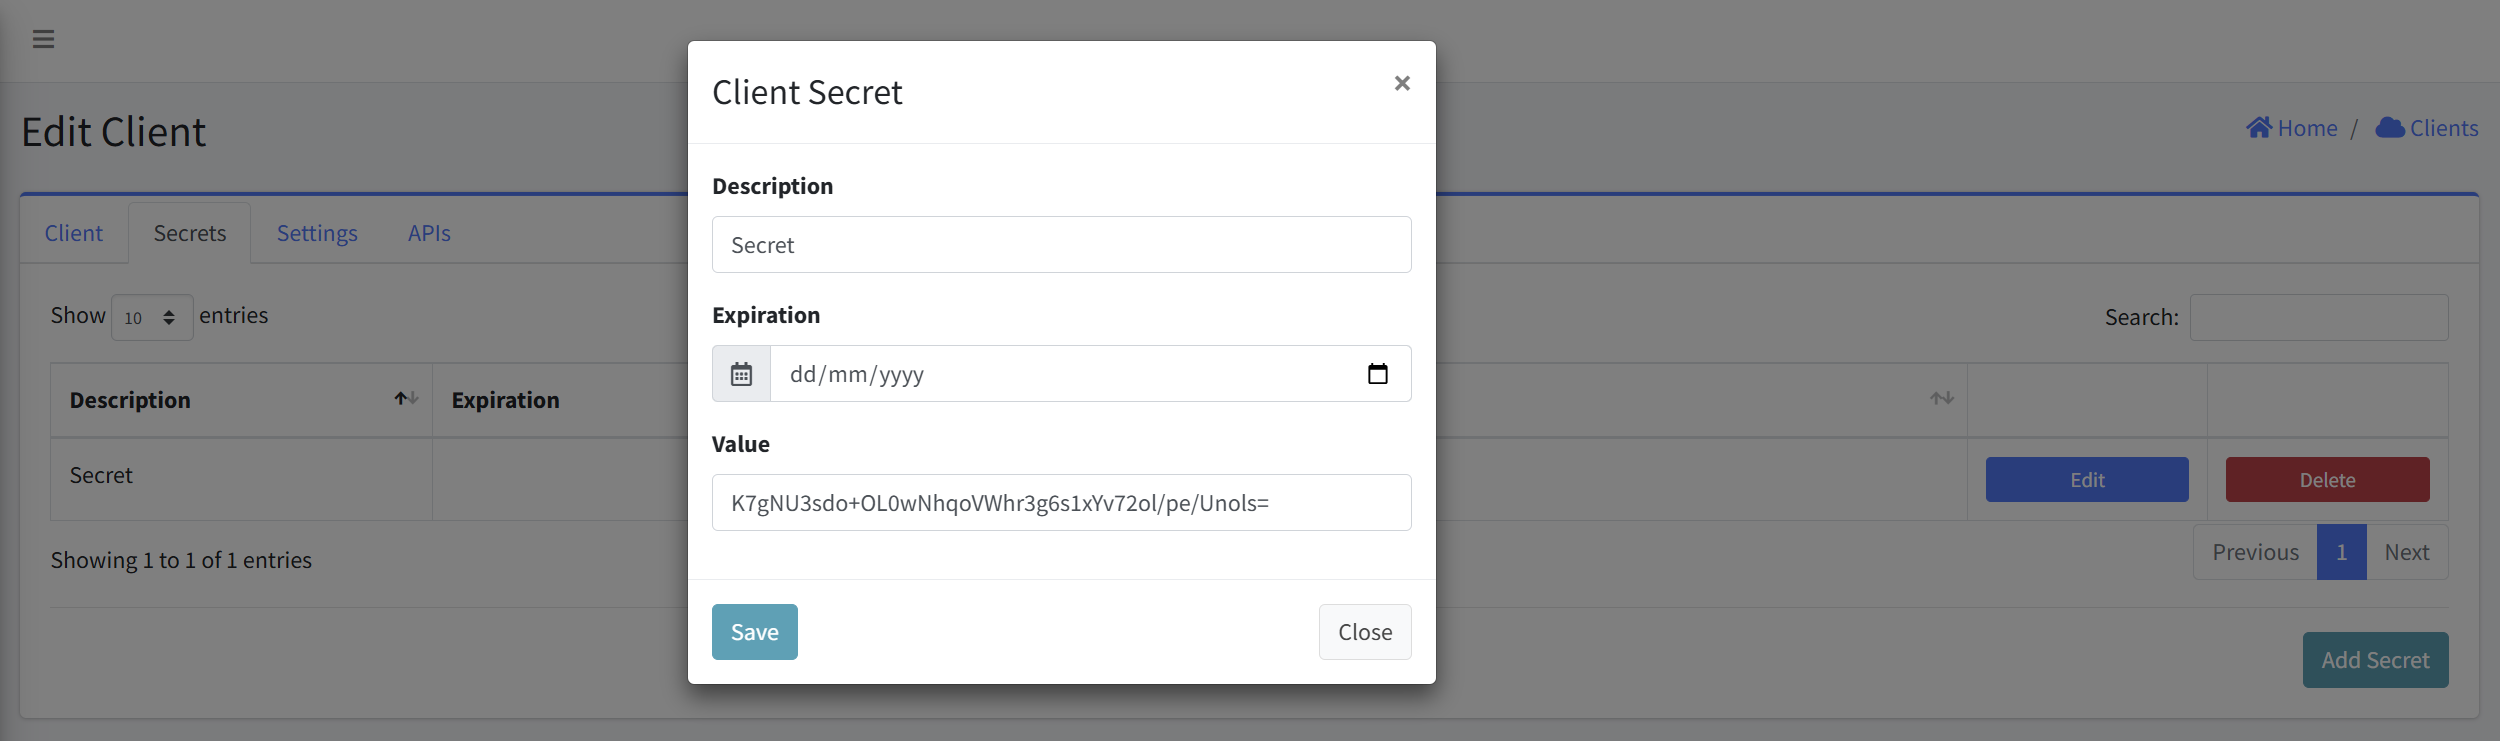 Client Secret
×
Description
Secret
Expiration
dd/mm/yyyy
Value
K7gNU3sdo+OL0wNhqoVWhr3g6s1xYv72ol/pe/Unols=
Save
Close
Edit Client
Home / Clients
Client Secrets Settings APIs
Show 10 entries
Search:
Description Expiration
Secret Edit Delete
Showing 1 to 1 of 1 entries
Previous 1 Next
Add Secret